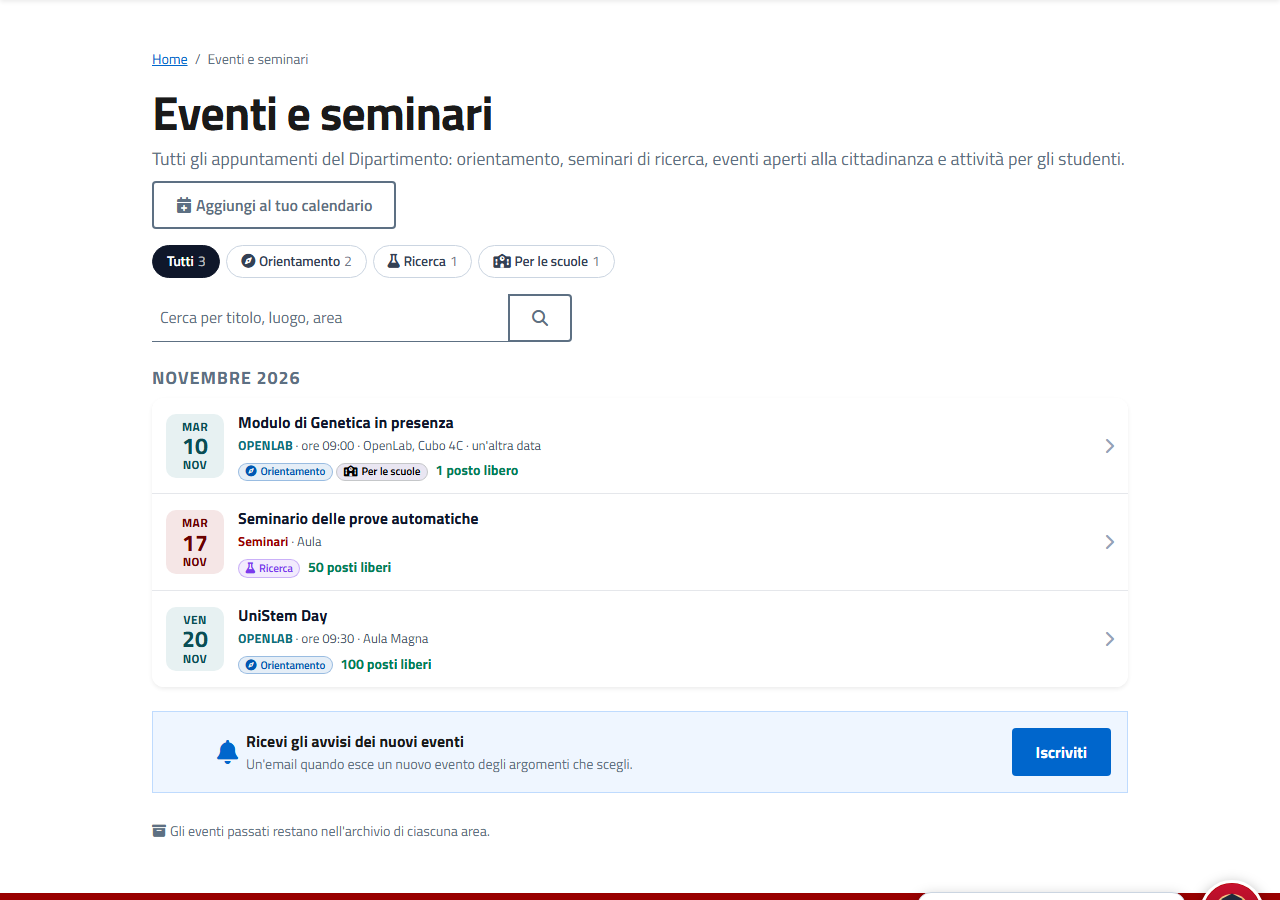 Home / Eventi e seminari
Eventi e seminari
Tutti gli appuntamenti del Dipartimento: orientamento, seminari di ricerca, eventi aperti alla cittadinanza e attività per gli studenti.
Aggiungi al tuo calendario
Tutti 3 Orientamento 2 Ricerca 1 Per le scuole 1
Cerca per titolo, luogo, area
NOVEMBRE 2026
MAR
10
NOV
Modulo di Genetica in presenza
OPENLAB · ore 09:00 · OpenLab, Cubo 4C · un'altra data
Orientamento Per le scuole 1 posto libero
MAR
17
NOV
Seminario delle prove automatiche
Seminari · Aula
Ricerca 50 posti liberi
VEN
20
NOV
UniStem Day
OPENLAB · ore 09:30 · Aula Magna
Orientamento 100 posti liberi
Ricevi gli avvisi dei nuovi eventi
Un'email quando esce un nuovo evento degli argomenti che scegli.
Iscriviti
Gli eventi passati restano nell'archivio di ciascuna area.